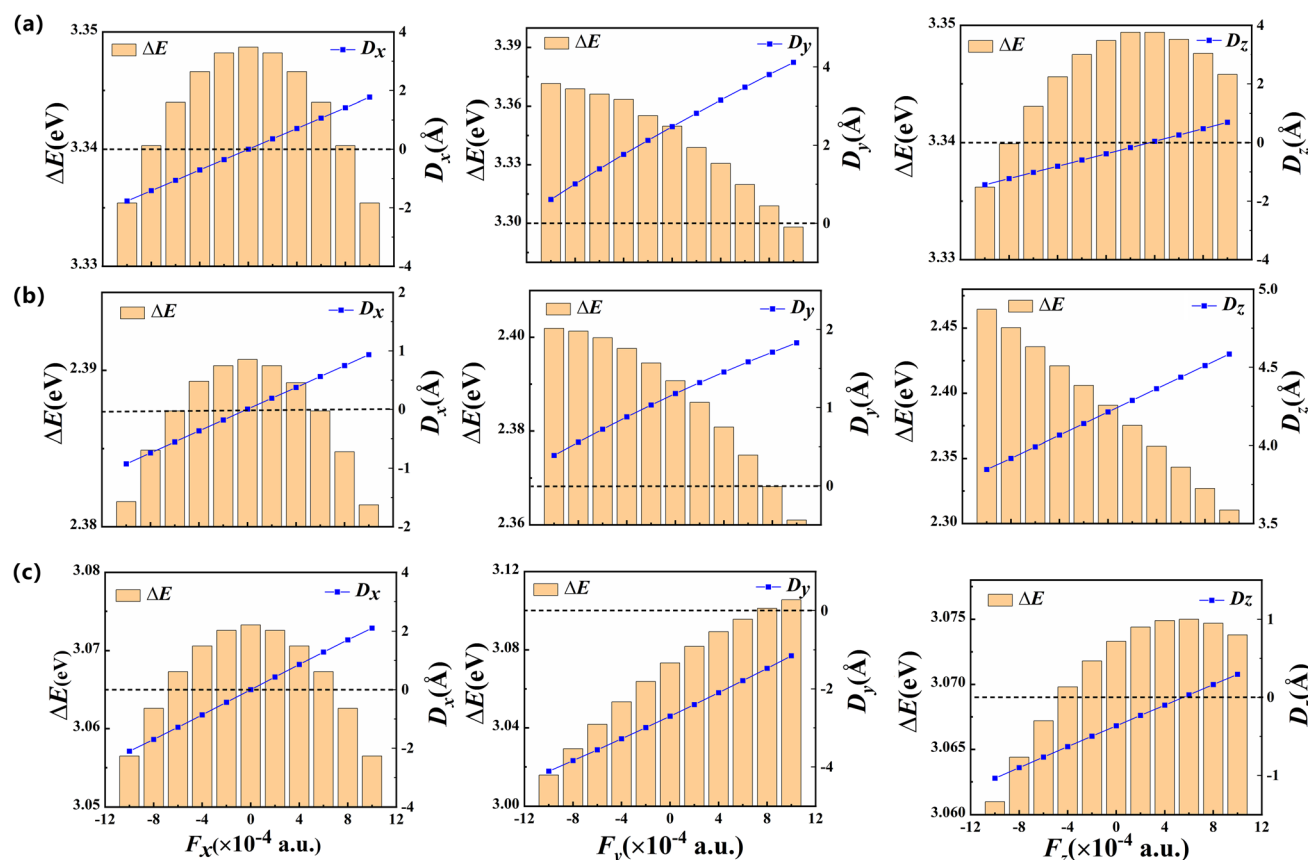 (a)
3.35
3.34
3.33
ΔE(eV)
ΔE
Dx
4
2
0
-2
-4
Dx(Å)
3.39
3.36
3.33
3.30
ΔE(eV)
ΔE
Dy
4
2
0
Dy(Å)
3.35
3.34
3.33
ΔE(eV)
ΔE
Dz
4
2
0
-2
-4
Dz(Å)
(b)
2.39
2.38
ΔE(eV)
ΔE
Dx
2
1
0
-1
-2
Dx(Å)
2.40
2.38
2.36
ΔE(eV)
ΔE
Dy
2
1
0
Dy(Å)
2.45
2.40
2.35
2.30
ΔE(eV)
ΔE
Dz
5.0
4.5
4.0
3.5
Dz(Å)
(c)
3.08
3.07
3.06
3.05
ΔE(eV)
ΔE
Dx
4
2
0
-2
-4
Dx(Å)
-12 -8 -4 0 4 8 12
Fx(×10-4 a.u.)
3.12
3.08
3.04
3.00
ΔE(eV)
ΔE
Dy
0
-2
-4
Dy(Å)
-8 -4 0 4 8 12
Fy(×10-4 a.u.)
3.075
3.070
3.065
3.060
ΔE(eV)
ΔE
Dz
1
0
-1
(Å)
-12 -8 -4 0 4 8 12
Fz(×10-4 a.u.)